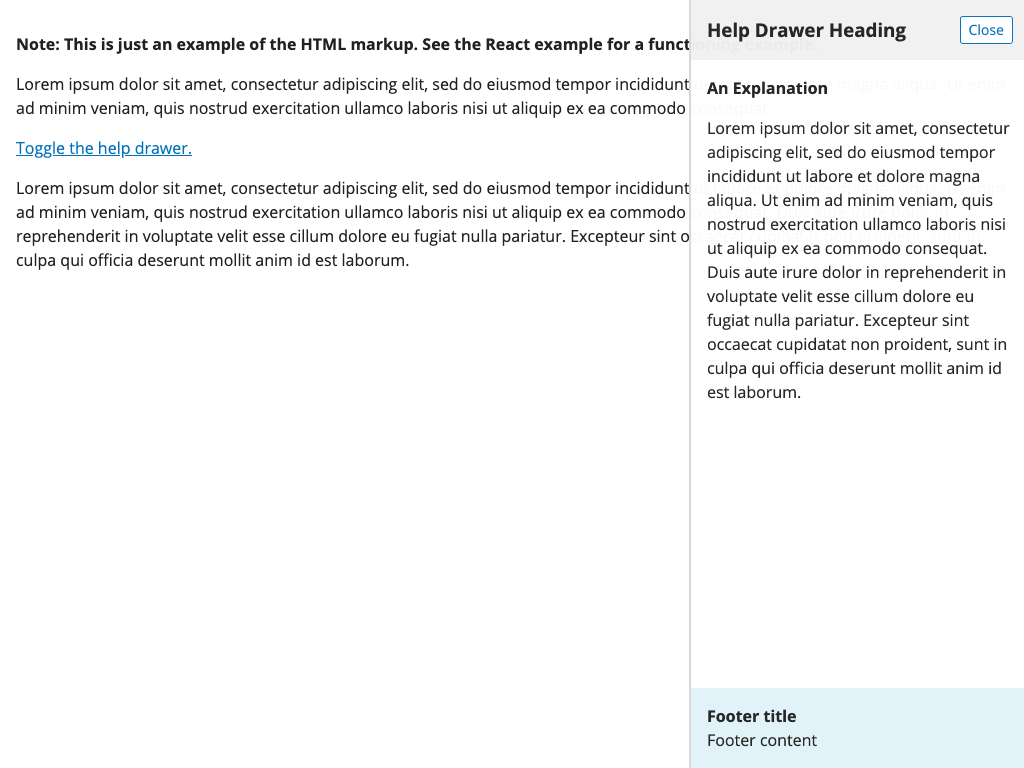 Note: This is just an example of the HTML markup. See the React example for a functioning example.
Lorem ipsum dolor sit amet, consectetur adipiscing elit, sed do eiusmod tempor incididunt magna aliqua. Ut enim
ad minim veniam, quis nostrud exercitation ullamco laboris nisi ut aliquip ex ea commodo consequat.
Toggle the help drawer.
Lorem ipsum dolor sit amet, consectetur adipiscing elit, sed do eiusmod tempor incididunt
ad minim veniam, quis nostrud exercitation ullamco laboris nisi ut aliquip ex ea commodo
reprehenderit in voluptate velit esse cillum dolore eu fugiat nulla pariatur. Excepteur sint o
culpa qui officia deserunt mollit anim id est laborum.
Help Drawer Heading
Close
An Explanation
Lorem ipsum dolor sit amet, consectetur
adipiscing elit, sed do eiusmod tempor
incididunt ut labore et dolore magna
aliqua. Ut enim ad minim veniam, quis
nostrud exercitation ullamco laboris nisi
ut aliquip ex ea commodo consequat.
Duis aute irure dolor in reprehenderit in
voluptate velit esse cillum dolore eu
fugiat nulla pariatur. Excepteur sint
occaecat cupidatat non proident, sunt in
culpa qui officia deserunt mollit anim id
est laborum.
Footer title
Footer content